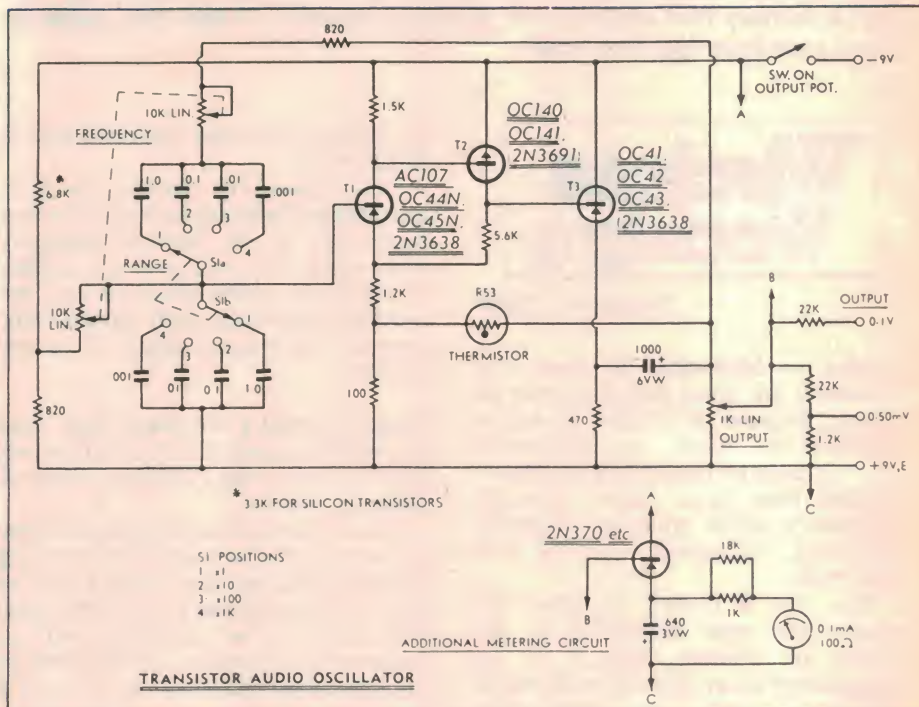 820
10K LIN.
FREQUENCY
1.0
0.1
.01
.001
* 6.8K
2
3
1
4
S1a
RANGE
S1b
10K LIN.
4
1
3
2
.001
.01
0.1
1.0
820
1.5K
T1
AC107
OC44N.
OC45N.
2N3638
T2
OC140.
OC141.
2N3691
5.6K
T3
OC41.
OC42.
OC43.
2N3638
1.2K
R53
THERMISTOR
100
1000
6VW
470
1K LIN
OUTPUT
SW. ON
OUTPUT POT.
-9V
A
B
OUTPUT
22K
0-1V
22K
0-50mV
1.2K
+9V,E
C
* 3.3K FOR SILICON TRANSISTORS
S1 POSITIONS
1 x1
2 x10
3 x100
4 x1K
A
2N370 etc
B
18K
1K
640
3VW
0-1mA
100Ω
ADDITIONAL METERING CIRCUIT
C
TRANSISTOR AUDIO OSCILLATOR